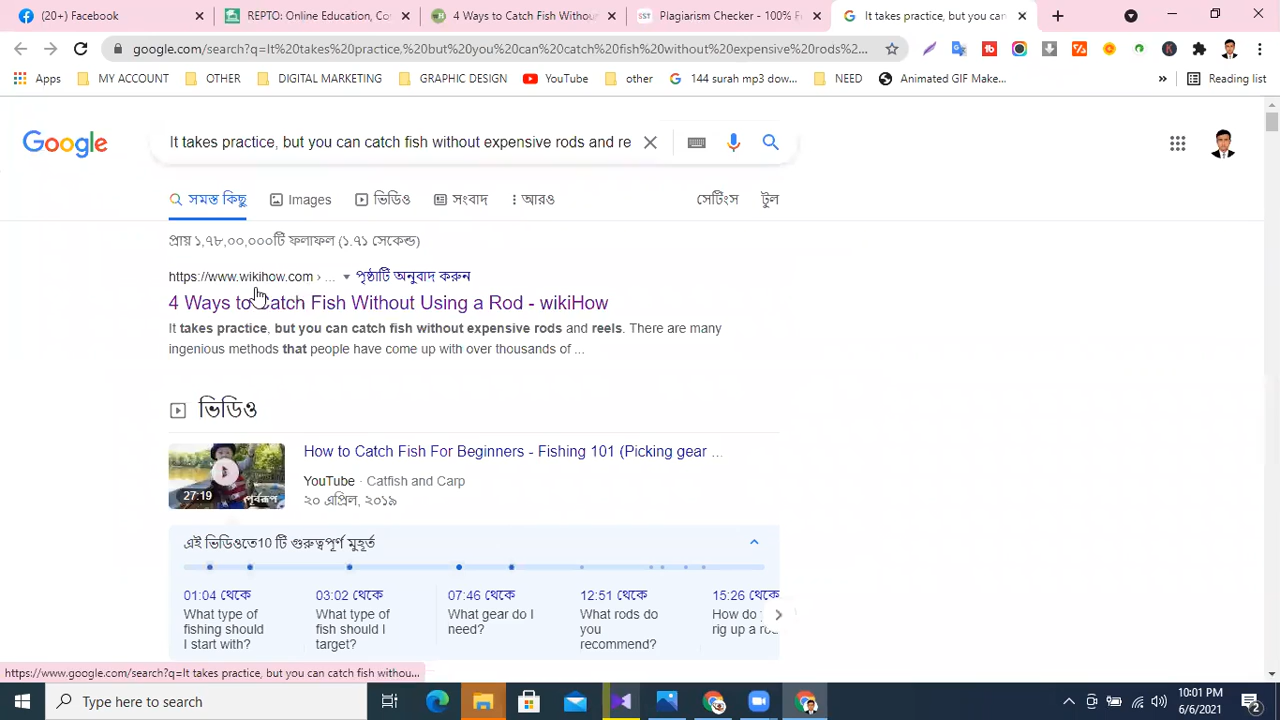 (20+) Facebook
REPTO: Online Education, Co
4 Ways to Catch Fish Withou
SST
Plagiarism Checker - 100% F
It takes practice, but you can
google.com/search?q=It%20takes%20practice,%20but%20you%20can%20catch%20fish%20without%20expensive%20rods%...
Apps
MY ACCOUNT
OTHER
DIGITAL MARKETING
GRAPHIC DESIGN
YouTube
other
144 surah mp3 dow...
NEED
Animated GIF Make...
»
Reading list
Google
It takes practice, but you can catch fish without expensive rods and re
সমস্ত কিছু
Images
ভিডিও
সংবাদ
আরও
সেটিংস
টুল
প্রায় ১,৭৮,০০,০০০টি ফলাফল (১.৭১ সেকেন্ড)
https://www.wikihow.com › ...
পৃষ্ঠাটি অনুবাদ করুন
4 Ways to Catch Fish Without Using a Rod - wikiHow
It takes practice, but you can catch fish without expensive rods and reels. There are many
ingenious methods that people have come up with over thousands of ...
ভিডিও
27:19
পূর্বরূপ
How to Catch Fish For Beginners - Fishing 101 (Picking gear ...
YouTube · Catfish and Carp
২০ এপ্রিল, ২০১৯
এই ভিডিওতে10 টি গুরুত্বপূর্ণ মুহূর্ত
01:04 থেকে
What type of
fishing should
I start with?
03:02 থেকে
What type of
fish should I
target?
07:46 থেকে
What gear do I
need?
12:51 থেকে
What rods do
you
recommend?
15:26 থেকে
How do
rig up a ro
https://www.google.com/search?q=It takes practice, but you can catch fish withou...
Type here to search
10:01 PM
6/6/2021
2